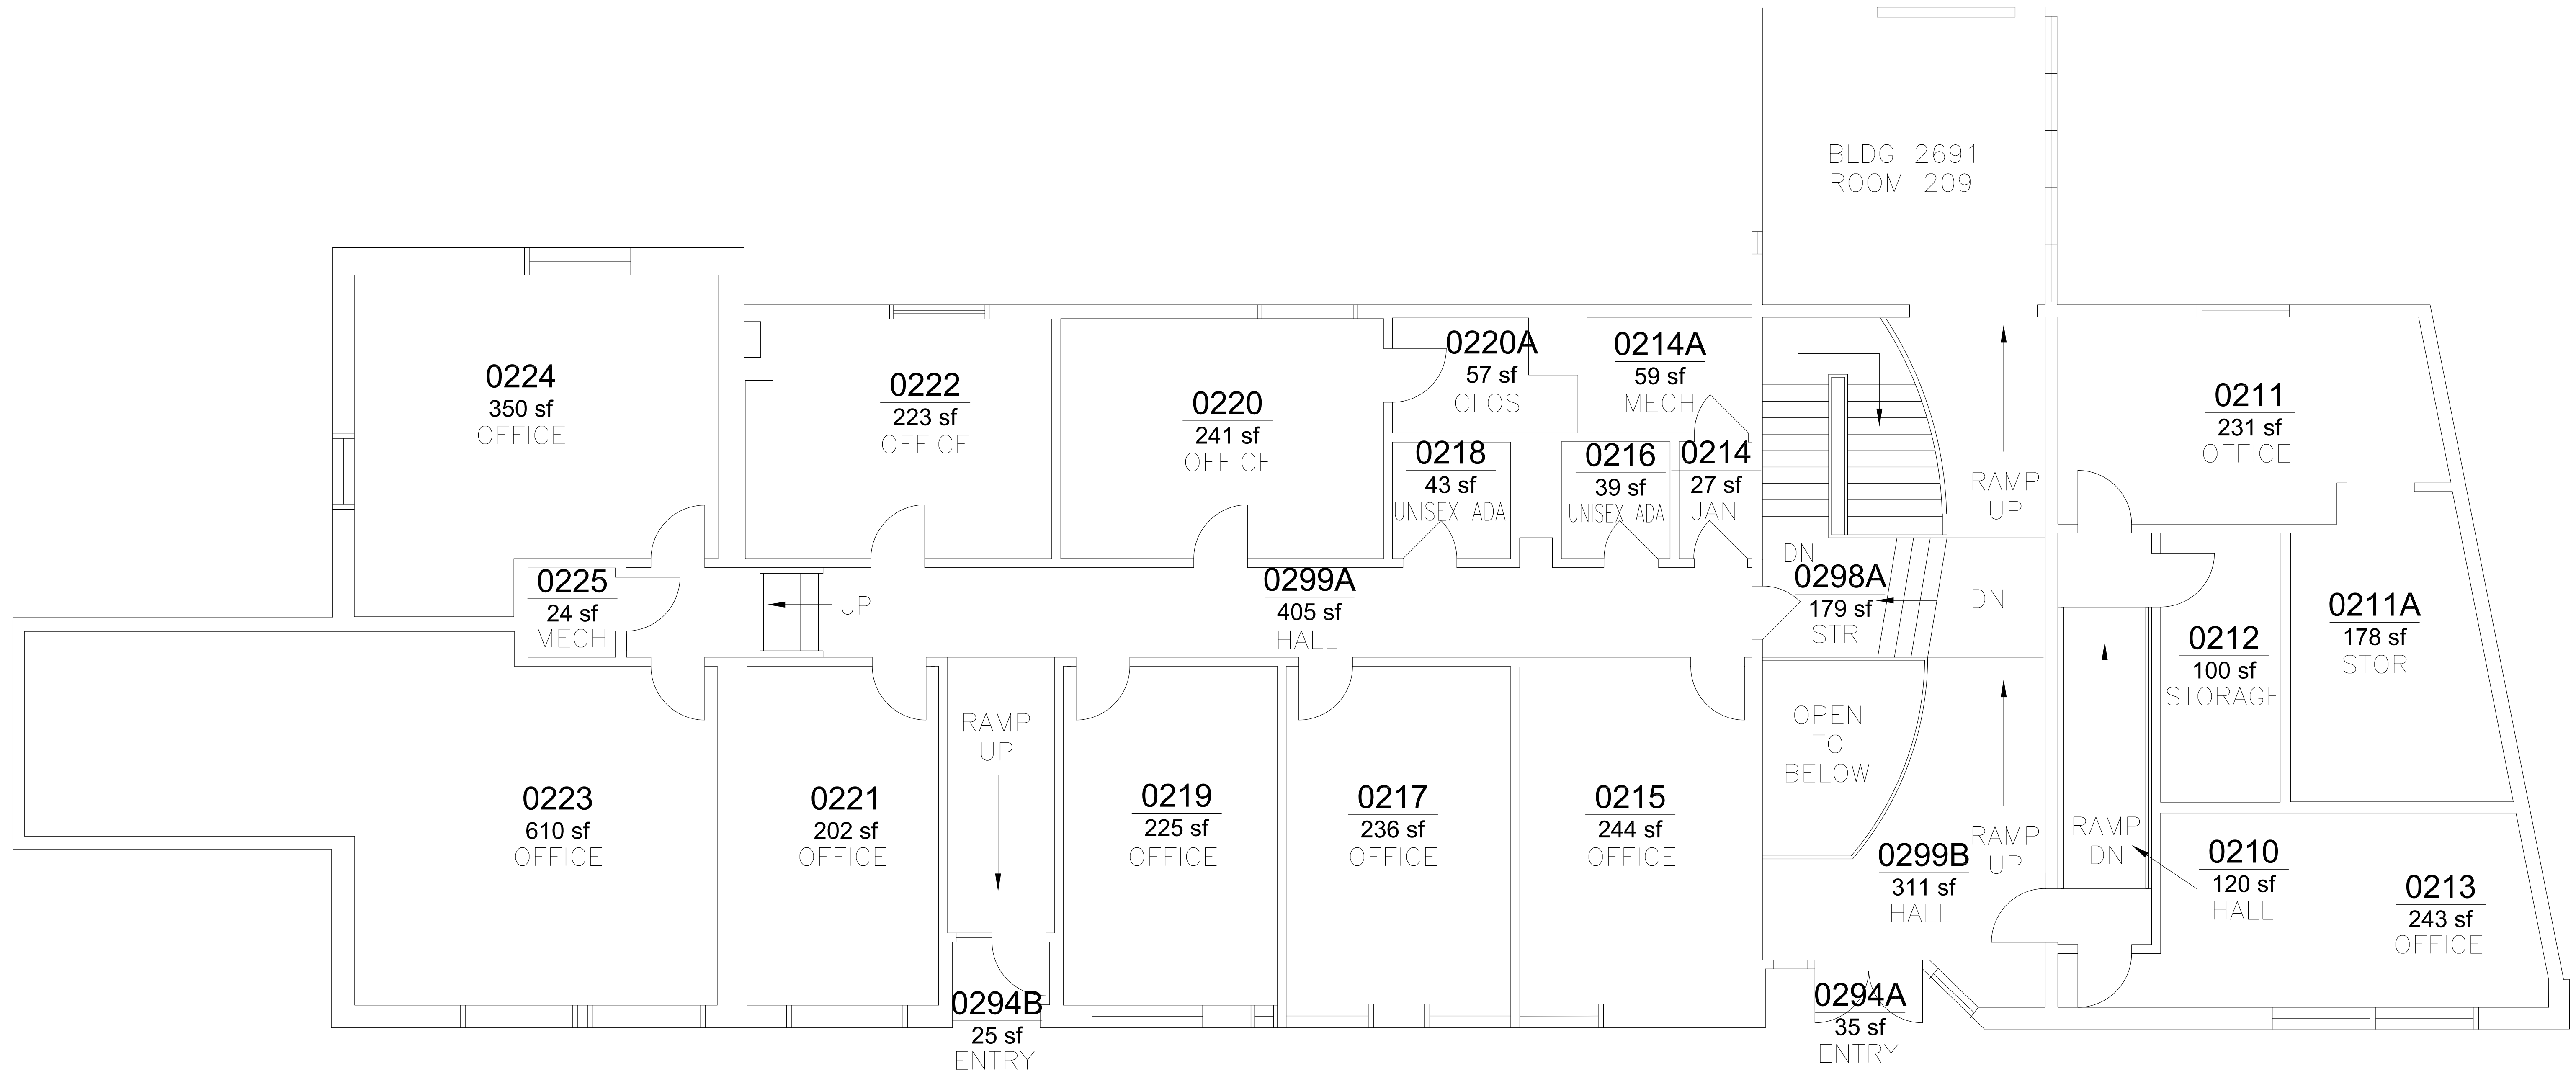 BLDG 2691
ROOM 209
0224
350 sf
OFFICE
0222
223 sf
OFFICE
0220
241 sf
OFFICE
0220A
57 sf
CLOS
0214A
59 sf
MECH
0218
43 sf
UNISEX ADA
0216
39 sf
UNISEX ADA
0214
27 sf
JAN
RAMP
UP
0211
231 sf
OFFICE
0225
24 sf
MECH
UP
0299A
405 sf
HALL
DN
0298A
179 sf
STR
DN
0212
100 sf
STORAGE
0211A
178 sf
STOR
0223
610 sf
OFFICE
0221
202 sf
OFFICE
RAMP
UP
0219
225 sf
OFFICE
0217
236 sf
OFFICE
0215
244 sf
OFFICE
OPEN
TO
BELOW
0299B
311 sf
HALL
RAMP
UP
RAMP
DN
0210
120 sf
HALL
0213
243 sf
OFFICE
0294B
25 sf
ENTRY
0294A
35 sf
ENTRY